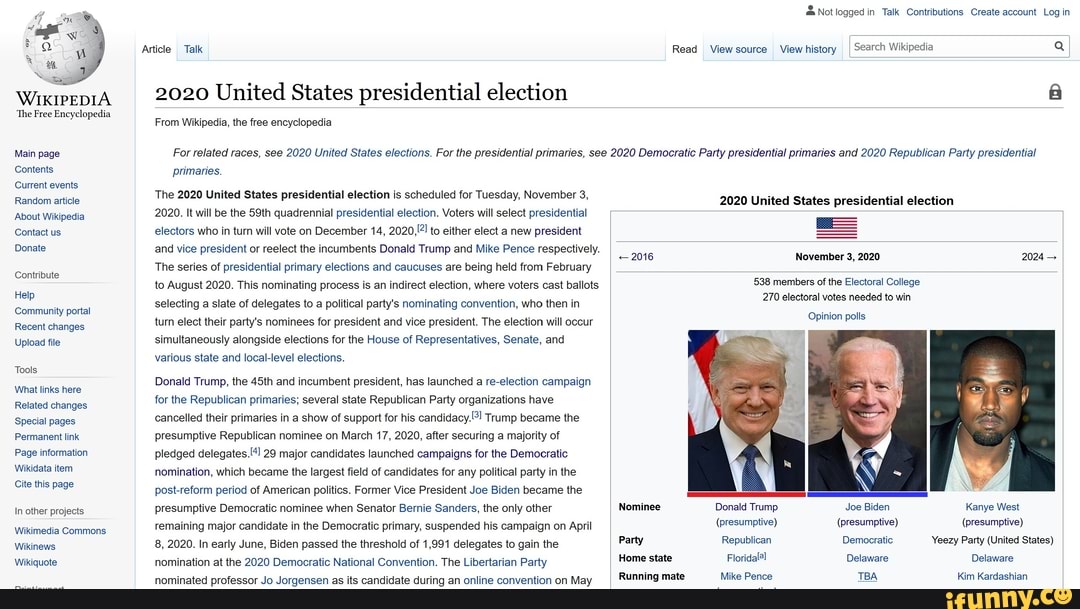 Not logged in Talk Contributions Create account Log in
Article Talk Read View source View history Search Wikipedia
WIKIPEDIA
The Free Encyclopedia
Main page
Contents
Current events
Random article
About Wikipedia
Contact us
Donate
Contribute
Help
Community portal
Recent changes
Upload file
Tools
What links here
Related changes
Special pages
Permanent link
Page information
Wikidata item
Cite this page
In other projects
Wikimedia Commons
Wikinews
Wikiquote
2020 United States presidential election
From Wikipedia, the free encyclopedia
For related races, see 2020 United States elections. For the presidential primaries, see 2020 Democratic Party presidential primaries and 2020 Republican Party presidential
primaries.
The 2020 United States presidential election is scheduled for Tuesday, November 3,
2020. It will be the 59th quadrennial presidential election. Voters will select presidential
electors who in turn will vote on December 14, 2020,[2] to either elect a new president
and vice president or reelect the incumbents Donald Trump and Mike Pence respectively.
The series of presidential primary elections and caucuses are being held from February
to August 2020. This nominating process is an indirect election, where voters cast ballots
selecting a slate of delegates to a political party's nominating convention, who then in
turn elect their party's nominees for president and vice president. The election will occur
simultaneously alongside elections for the House of Representatives, Senate, and
various state and local-level elections.
Donald Trump, the 45th and incumbent president, has launched a re-election campaign
for the Republican primaries; several state Republican Party organizations have
cancelled their primaries in a show of support for his candidacy.[3] Trump became the
presumptive Republican nominee on March 17, 2020, after securing a majority of
pledged delegates.[4] 29 major candidates launched campaigns for the Democratic
nomination, which became the largest field of candidates for any political party in the
post-reform period of American politics. Former Vice President Joe Biden became the
presumptive Democratic nominee when Senator Bernie Sanders, the only other
remaining major candidate in the Democratic primary, suspended his campaign on April
8, 2020. In early June, Biden passed the threshold of 1,991 delegates to gain the
nomination at the 2020 Democratic National Convention. The Libertarian Party
nominated professor Jo Jorgensen as its candidate during an online convention on May
2020 United States presidential election
← 2016 November 3, 2020 2024 →
538 members of the Electoral College
270 electoral votes needed to win
Opinion polls
Nominee Donald Trump Joe Biden Kanye West
(presumptive) (presumptive) (presumptive)
Party Republican Democratic Yeezy Party (United States)
Home state Florida[a] Delaware Delaware
Running mate Mike Pence TBA Kim Kardashian
ifunny.co